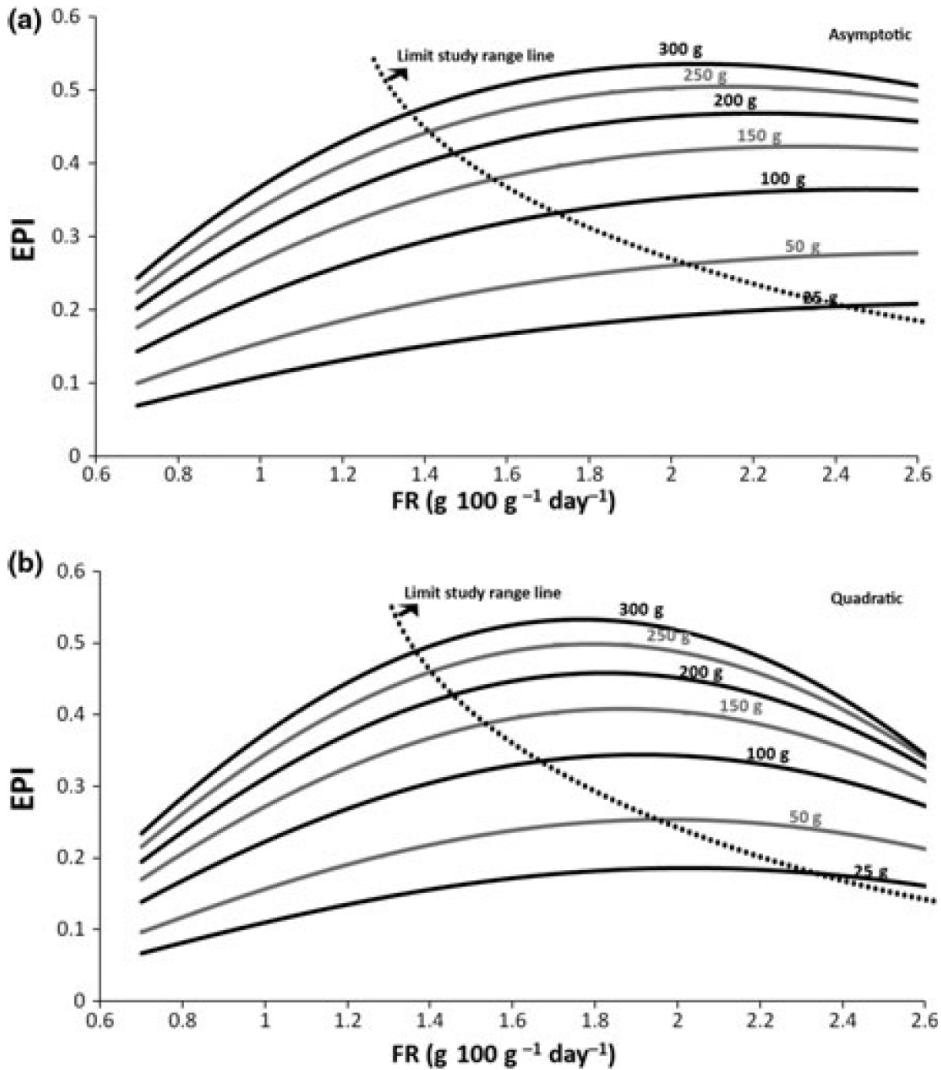 (a)
0.6
Limit study range line
300 g
Asymptotic
250 g
0.5
200 g
0.4
150 g
100 g
EPI
0.3
50 g
0.2
25 g
0.1
0
0.6 0.8 1 1.2 1.4 1.6 1.8 2 2.2 2.4 2.6
FR (g 100 g ⁻¹ day⁻¹)
(b)
0.6
Limit study range line
300 g
Quadratic
0.5
250 g
200 g
0.4
150 g
100 g
EPI
0.3
50 g
0.2
25 g
0.1
0
0.6 0.8 1 1.2 1.4 1.6 1.8 2 2.2 2.4 2.6
FR (g 100 g ⁻¹ day⁻¹)